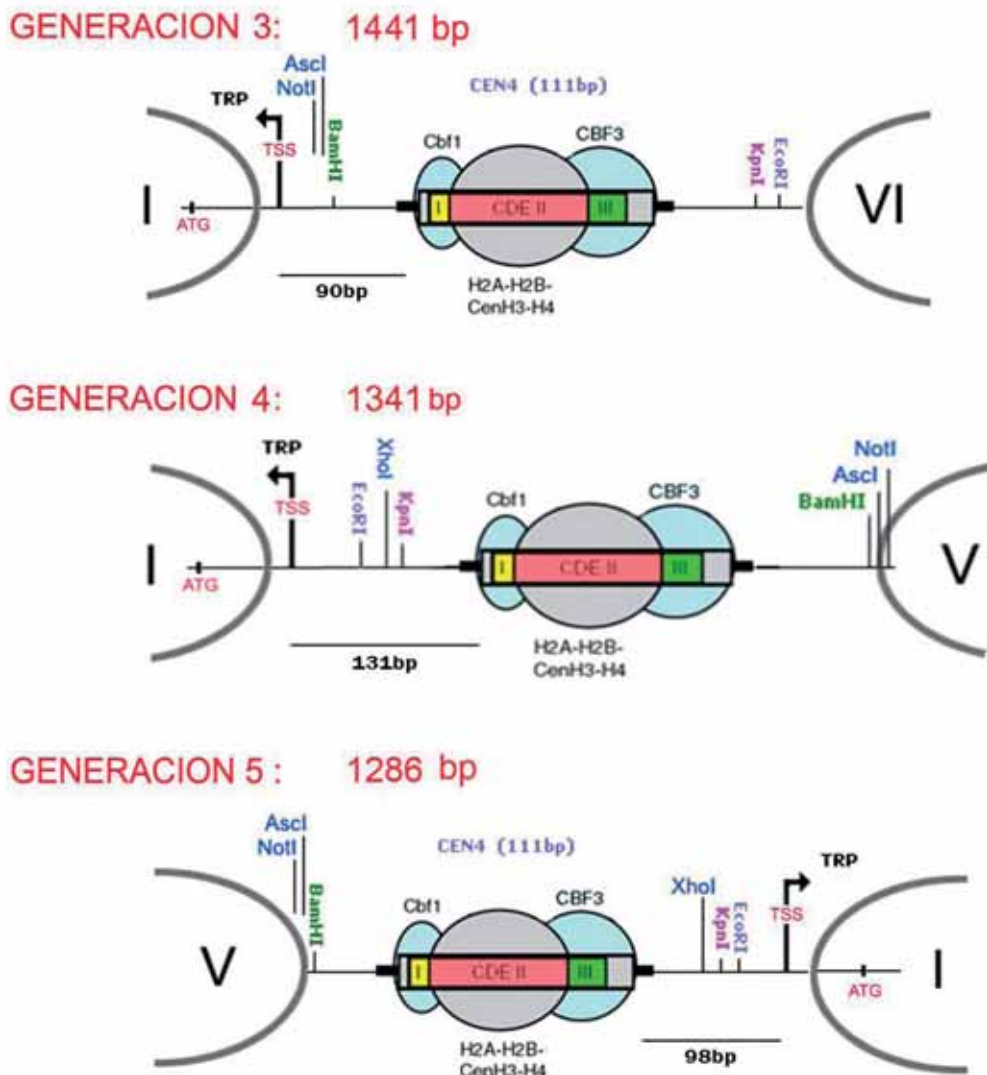 GENERACION 3: 1441 bp
AscI
NotI
CEN4 (111bp)
TRP
BamHI
Cbf1
CBF3
TSS
KpnI
EcoRI
I
I
CDE II
III
VI
ATG
90bp
H2A-H2B-
CenH3-H4
GENERACION 4: 1341 bp
TRP
XhoI
NotI
AscI
EcoRI
KpnI
Cbf1
CBF3
BamHI
TSS
I
I
CDE II
III
V
ATG
131bp
H2A-H2B-
CenH3-H4
GENERACION 5 : 1286 bp
AscI
NotI
CEN4 (111bp)
TRP
BamHI
Cbf1
CBF3
XhoI
KpnI
EcoRI
TSS
V
I
CDE II
III
I
ATG
98bp
H2A-H2B-
CenH3-H4